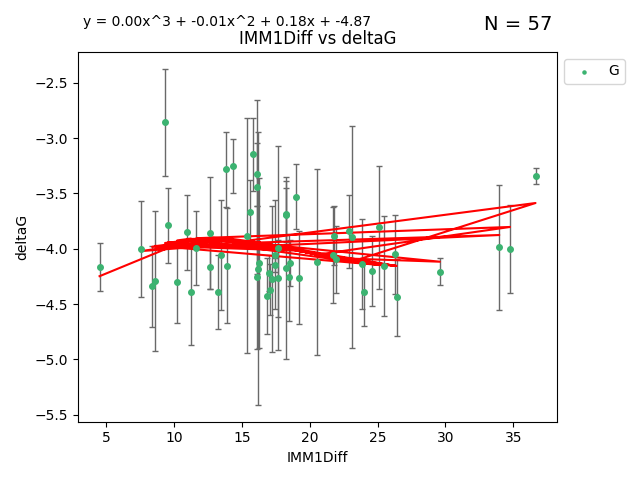 y = 0.00x^3 + -0.01x^2 + 0.18x + -4.87
N = 57
IMM1Diff vs deltaG
G
deltaG
−2.5
−3.0
−3.5
−4.0
−4.5
−5.0
−5.5
5 10 15 20 25 30 35
IMM1Diff